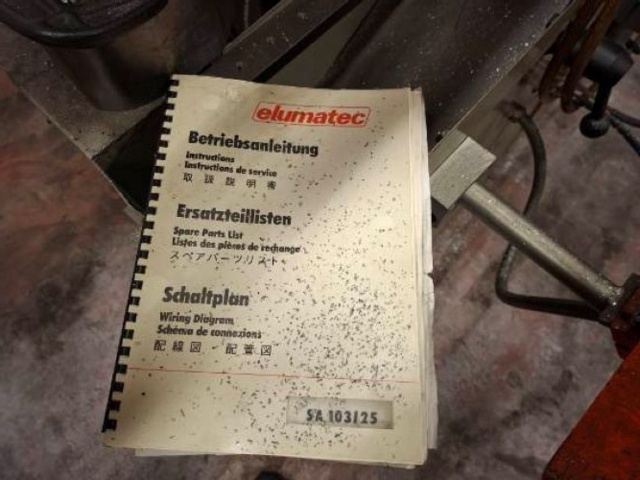 elumatec
Betriebsanleitung
Instructions
Instructions de service
取扱説明書
Ersatzteillisten
Spare Parts List
Listes des pièces de rechange
スペアパーツリスト
Schaltplan
Wiring Diagram
Schéma de connexions
配線図 配管図
SA 103/25